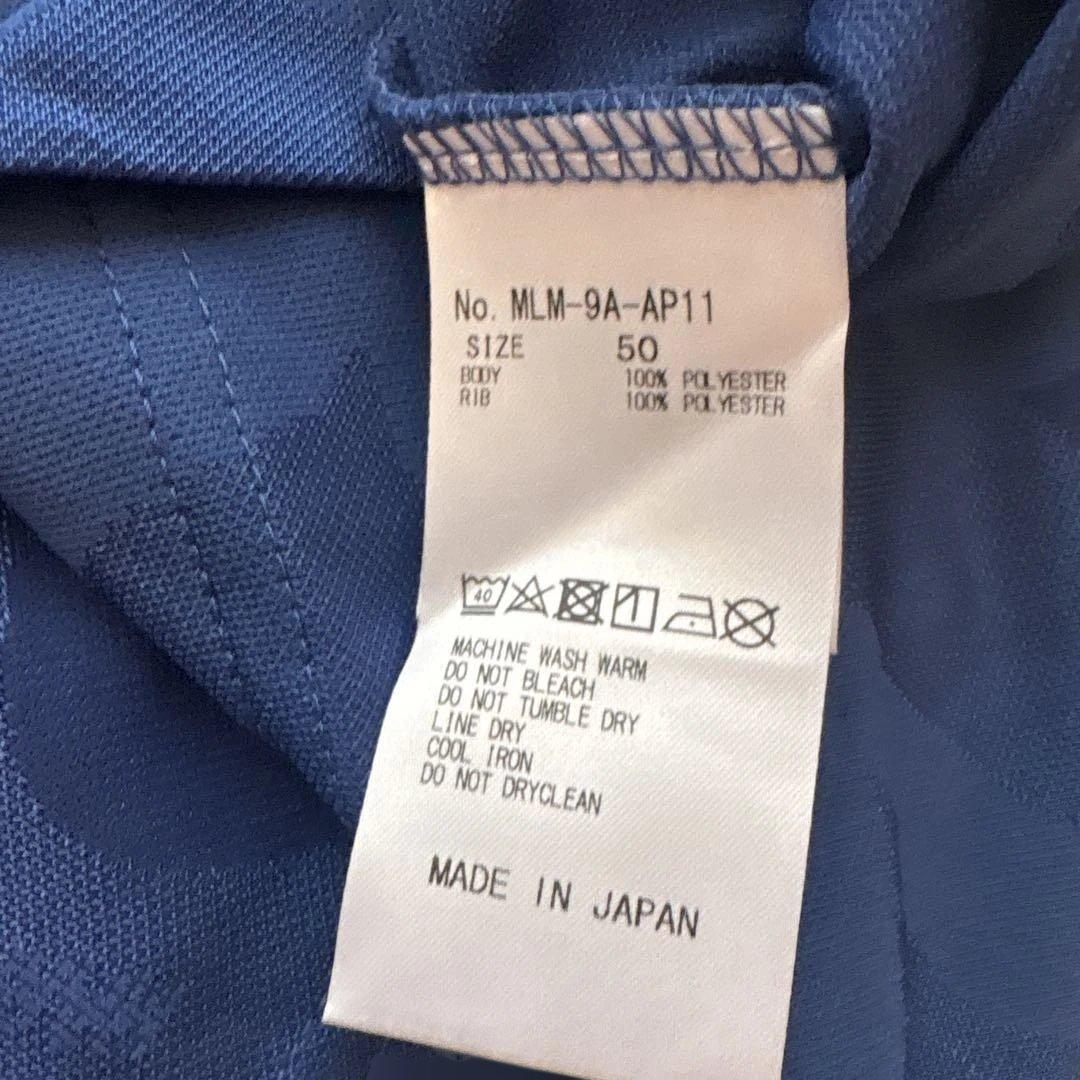 No. MLM-9A-AP11
SIZE 50
BODY 100% POLYESTER
RIB 100% POLYESTER
40
MACHINE WASH WARM
DO NOT BLEACH
DO NOT TUMBLE DRY
LINE DRY
COOL IRON
DO NOT DRYCLEAN
MADE IN JAPAN